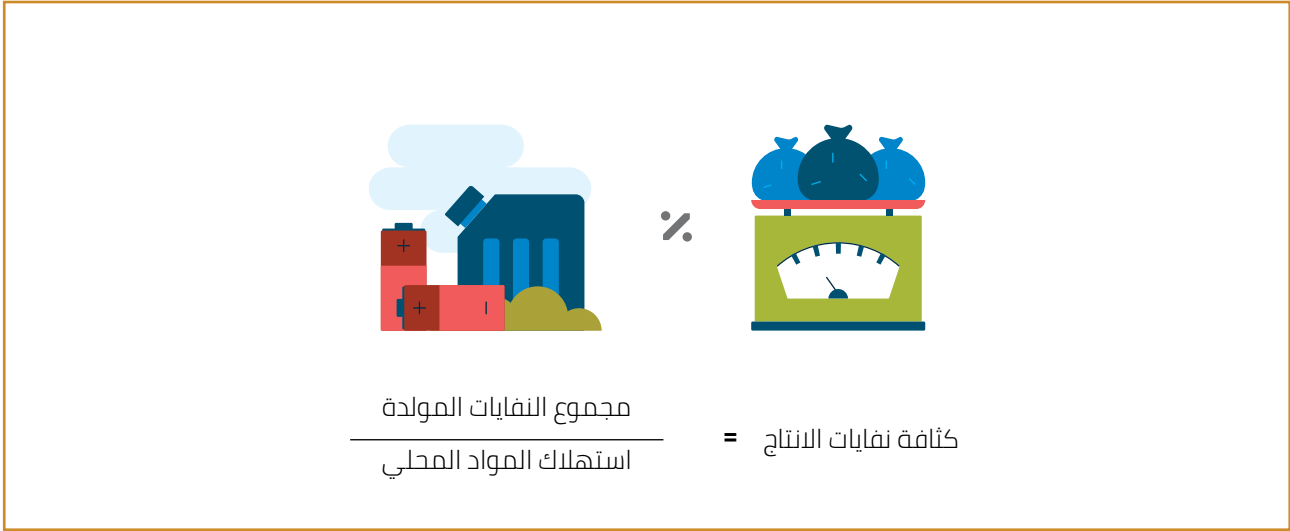 ٪
مجموع النفايات المولدة
كثافة نفايات الانتاج =
استهلاك المواد المحلي